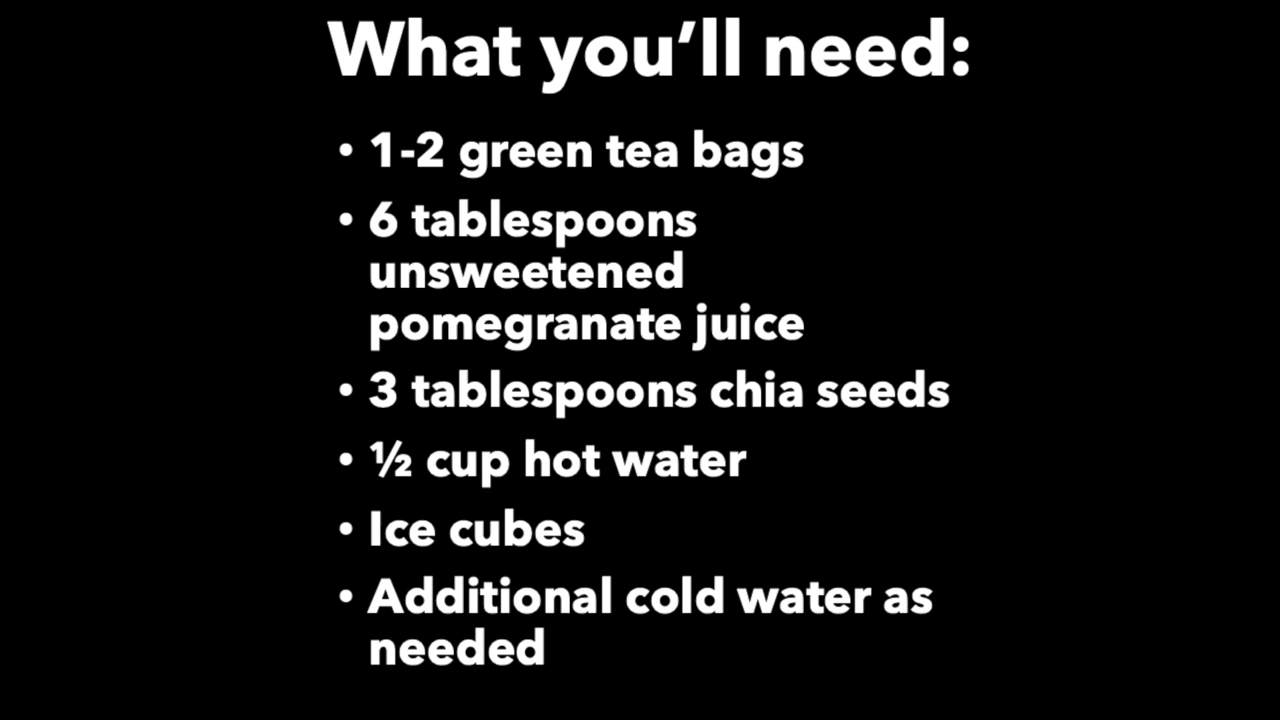 What you’ll need:
• 1-2 green tea bags
• 6 tablespoons
unsweetened
pomegranate juice
• 3 tablespoons chia seeds
• ½ cup hot water
• Ice cubes
• Additional cold water as
needed